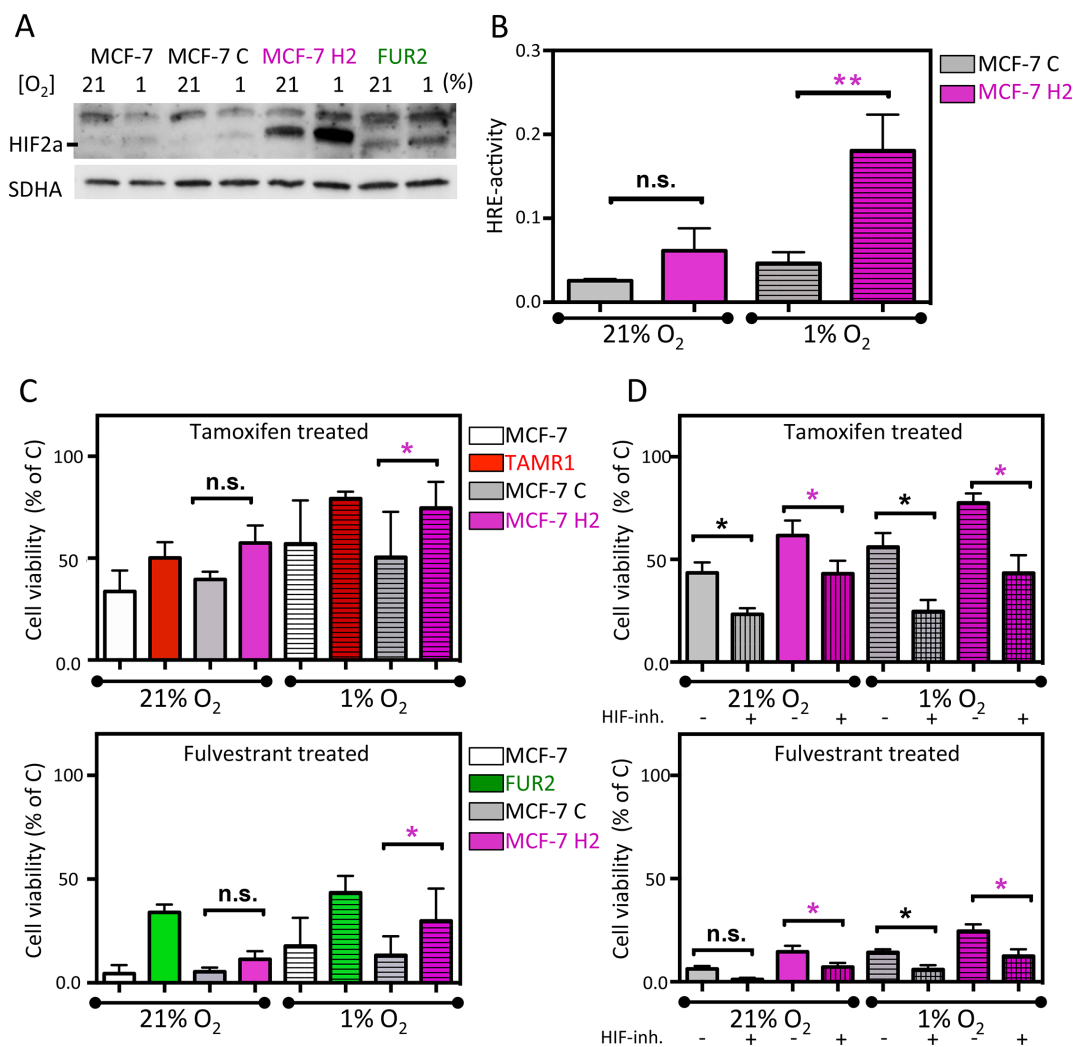 A
MCF-7 MCF-7 C MCF-7 H2 FUR2
[O2] 21 1 21 1 21 1 21 1 (%)
HIF2a
SDHA
B
0.3
0.2
0.1
0.0
HRE-activity
n.s.
**
21% O2 1% O2
MCF-7 C
MCF-7 H2
C
Tamoxifen treated
Cell viability (% of C)
100
50
0.0
n.s.
*
21% O2 1% O2
MCF-7
TAMR1
MCF-7 C
MCF-7 H2
Fulvestrant treated
Cell viability (% of C)
100
50
0.0
n.s.
*
21% O2 1% O2
MCF-7
FUR2
MCF-7 C
MCF-7 H2
D
Tamoxifen treated
Cell viability (% of C)
100
50
0.0
* * * *
21% O2 1% O2
HIF-inh. - + - + - + - +
Fulvestrant treated
Cell viability (% of C)
100
50
0.0
n.s. * * *
21% O2 1% O2
HIF-inh. - + - + - + - +